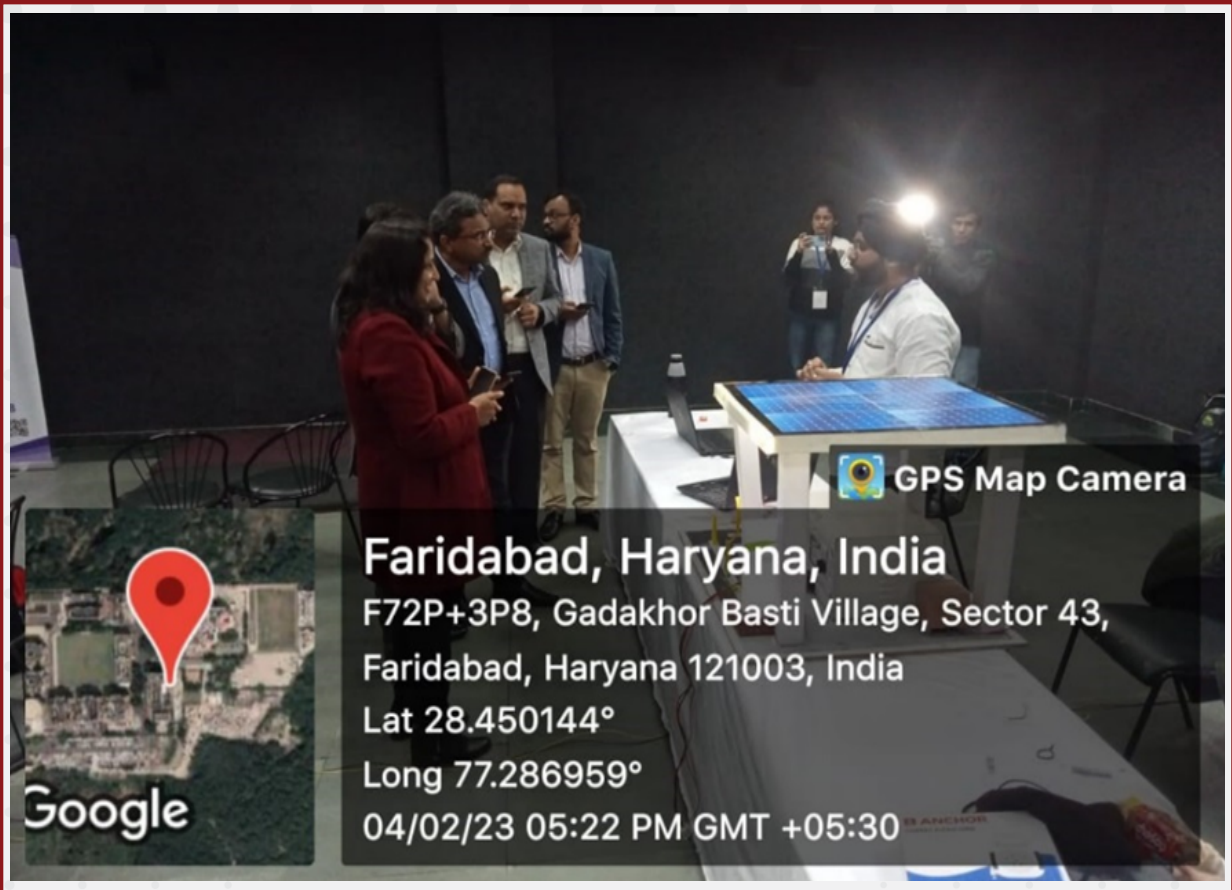 GPS Map Camera
Faridabad, Haryana, India
F72P+3P8, Gadakhor Basti Village, Sector 43,
Faridabad, Haryana 121003, India
Lat 28.450144°
Long 77.286959°
04/02/23 05:22 PM GMT +05:30
Google
ANCHOR